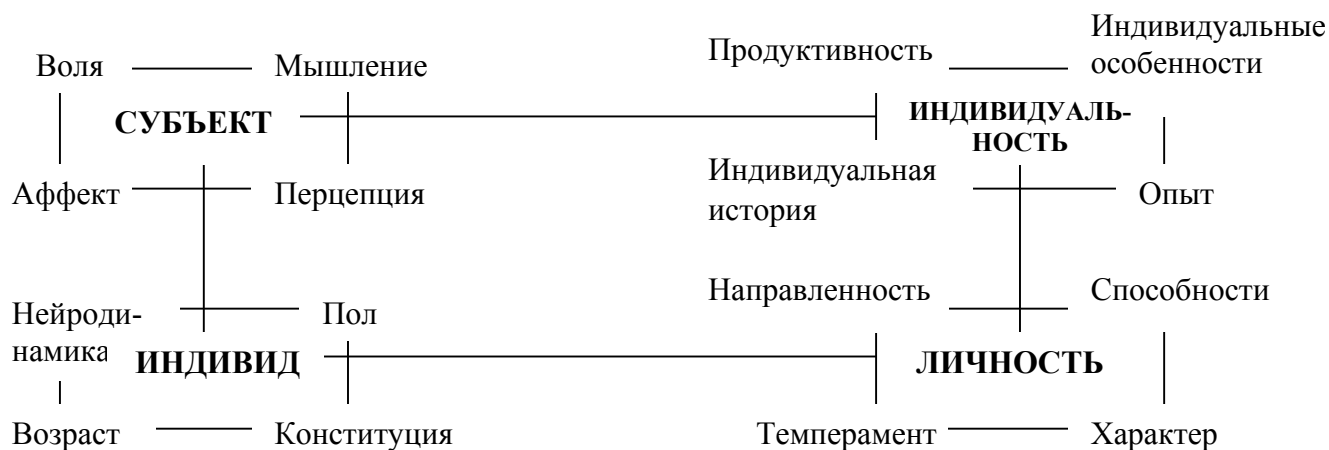 Воля
Мышление
Продуктивность
Индивидуальные
особенности
СУБЪЕКТ
ИНДИВИДУАЛЬ-
НОСТЬ
Аффект
Перцепция
Индивидуальная
история
Опыт
Нейроди-
намика
Пол
Направленность
Способности
ИНДИВИД
ЛИЧНОСТЬ
Возраст
Конституция
Темперамент
Характер